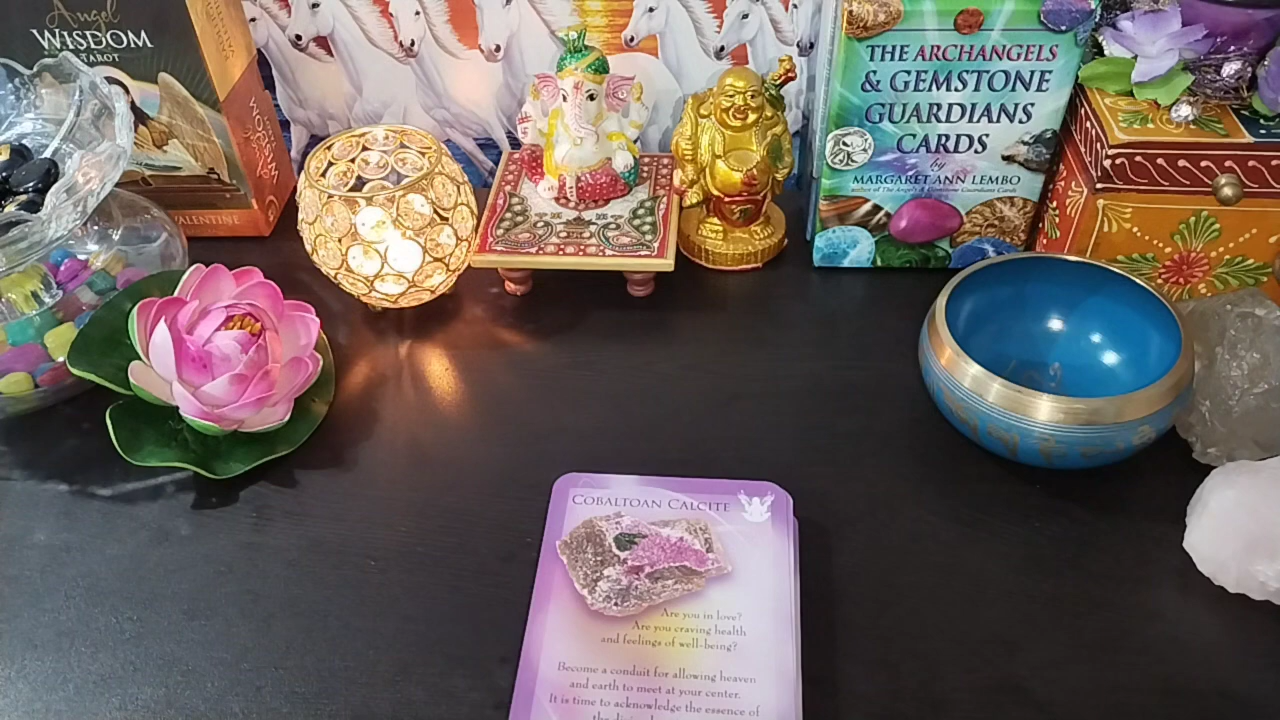 Angel
WISDOM
TAROT
WISDOM
VALENTINE
THE ARCHANGELS
& GEMSTONE
GUARDIANS
CARDS
by
MARGARET ANN LEMBO
author of The Angels & Gemstone Guardians Cards
COBALTOAN CALCITE
Are you in love?
Are you craving health
and feelings of well-being?
Become a conduit for allowing heaven
and earth to meet at your center.
It is time to acknowledge the essence of